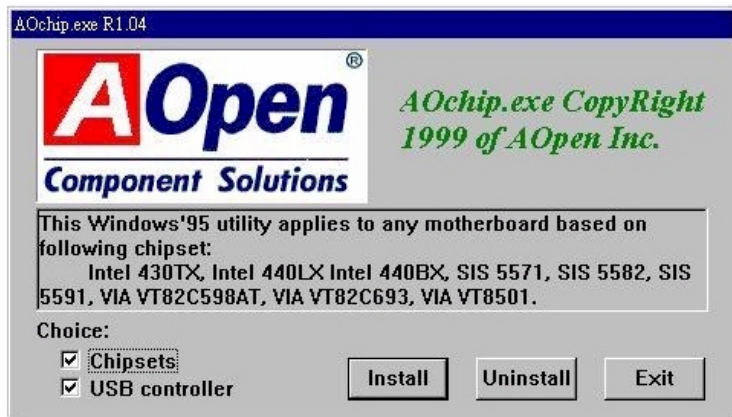 AOchip.exe R1.04
AOpen®
Component Solutions
AOchip.exe CopyRight
1999 of AOpen Inc.
This Windows'95 utility applies to any motherboard based on
following chipset:
Intel 430TX, Intel 440LX Intel 440BX, SIS 5571, SIS 5582, SIS
5591, VIA VT82C598AT, VIA VT82C693, VIA VT8501.
Choice:
Chipsets
USB controller
Install
Uninstall
Exit